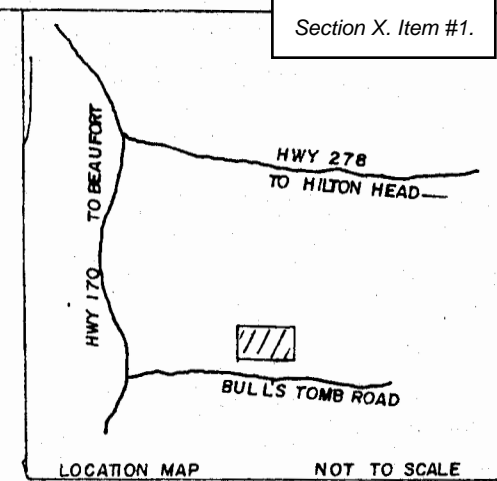 Section X. Item #1.
HWY 278
TO HILTON HEAD
TO BEAUFORT
HWY 170
BULLS TOMB ROAD
LOCATION MAP
NOT TO SCALE